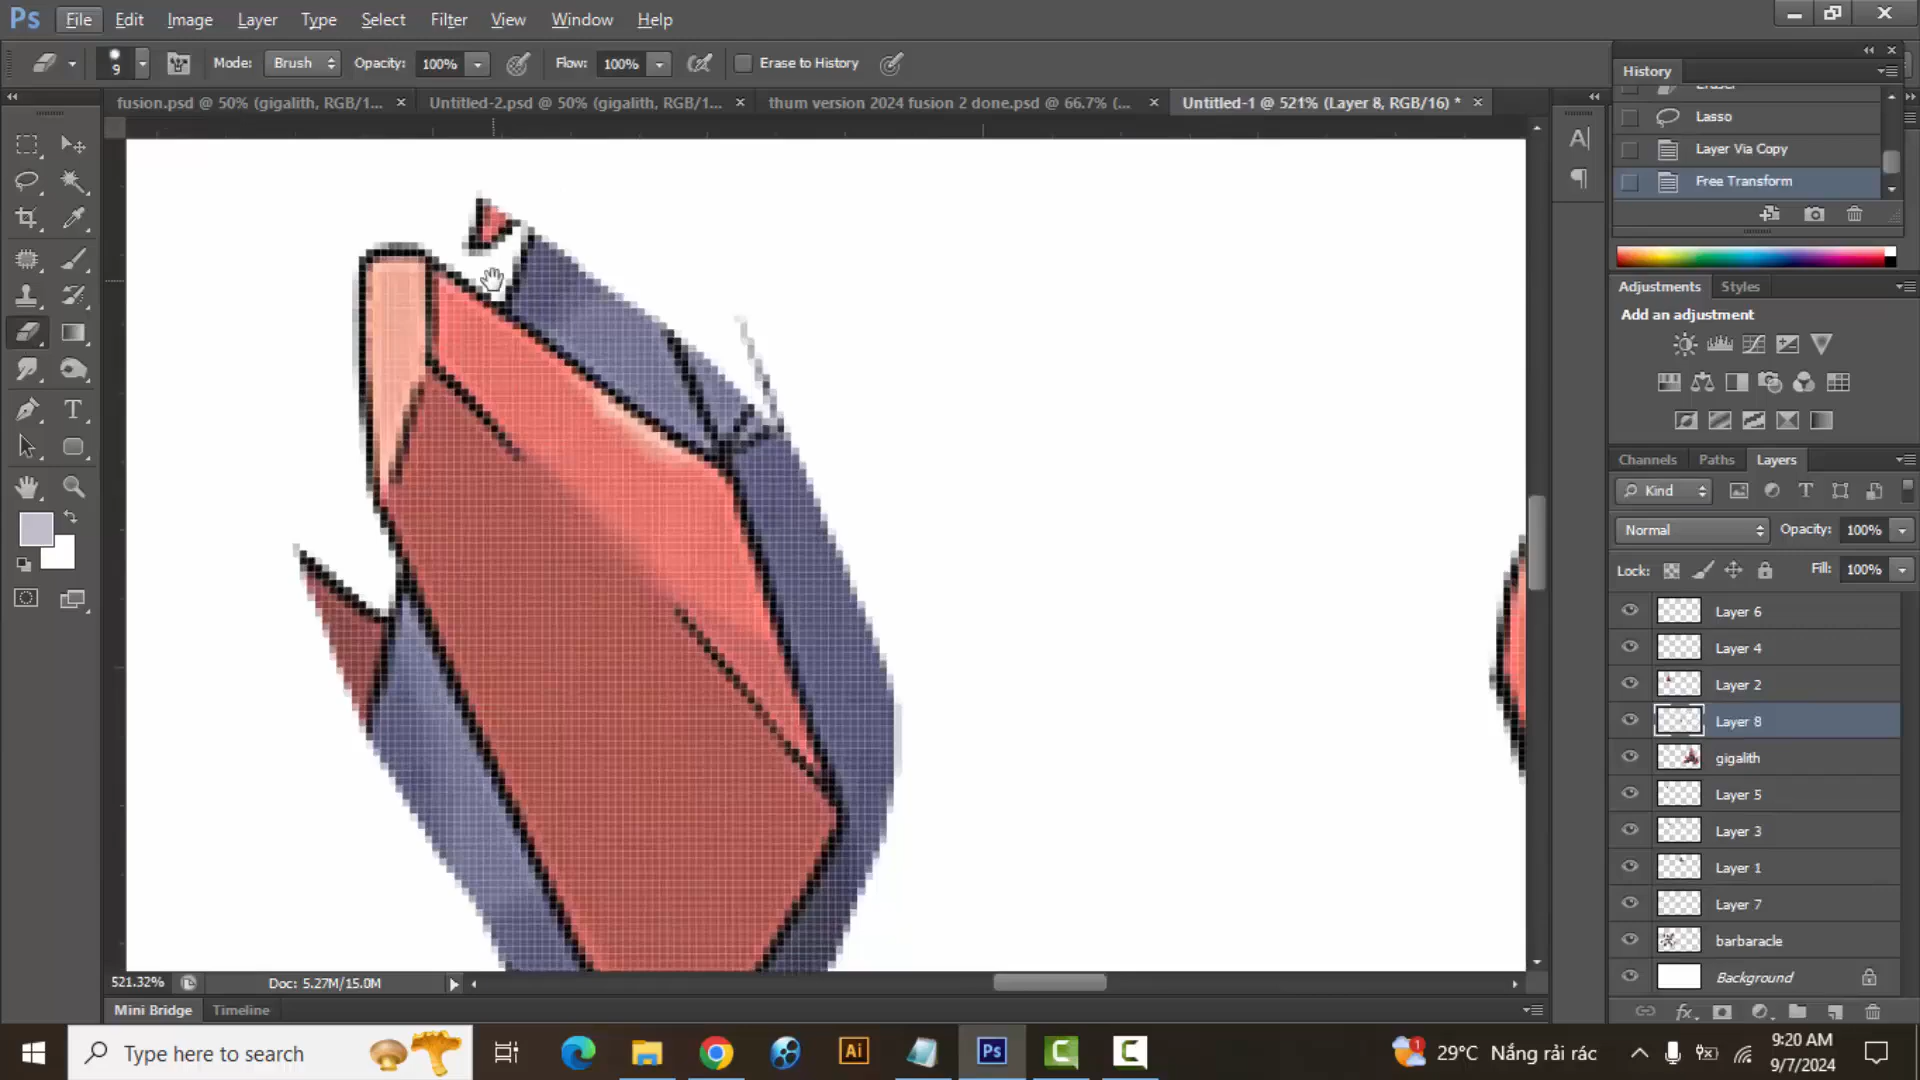 Ps File Edit Image Layer Type Select Filter View Window Help
9 Mode: Brush Opacity: 100% Flow: 100% Erase to History
fusion.psd @ 50% (gigalith, RGB/1... Untitled-2.psd @ 50% (gigalith, RGB/1... thum version 2024 fusion 2 done.psd @ 66.7% (... Untitled-1 @ 521% (Layer 8, RGB/16) *
History
Lasso
Layer Via Copy
Free Transform
Adjustments Styles
Add an adjustment
Channels Paths Layers
Kind
Normal Opacity: 100%
Lock: Fill: 100%
Layer 6
Layer 4
Layer 2
Layer 8
gigalith
Layer 5
Layer 3
Layer 1
Layer 7
barbaracle
Background
521.32% Doc: 5.27M/15.0M
Mini Bridge Timeline
Type here to search Ai Ps 1 29°C Nắng rải rác 9:20 AM
9/7/2024